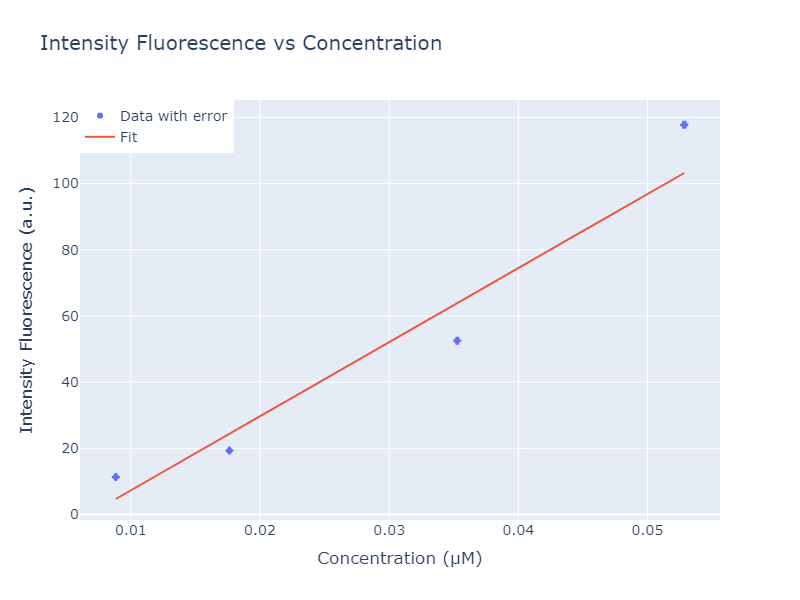 Intensity Fluorescence vs Concentration
Data with error
Fit
120
100
80
60
40
20
0
Intensity Fluorescence (a.u.)
0.01 0.02 0.03 0.04 0.05
Concentration (μM)